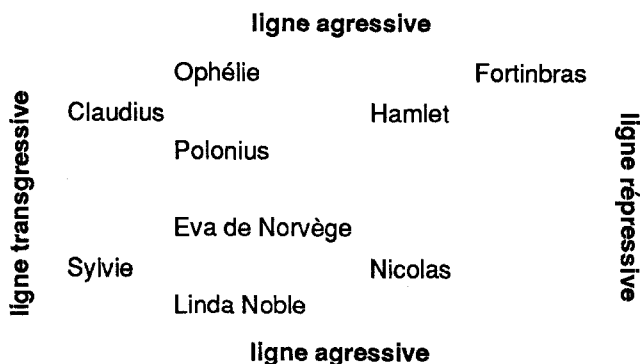 ligne agressive
Ophélie Fortinbras
Claudius Hamlet
Polonius
ligne transgressive
ligne répressive
Eva de Norvège
Sylvie Nicolas
Linda Noble
ligne agressive